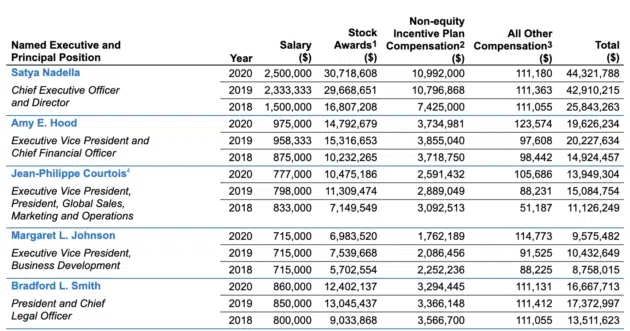 Named Executive and Principal Position Year Salary ($) Stock Awards1 ($) Non-equity Incentive Plan Compensation2 ($) All Other Compensation3 ($) Total ($)
Satya Nadella 2020 2,500,000 30,718,608 10,992,000 111,180 44,321,788
Chief Executive Officer 2019 2,333,333 29,668,651 10,796,868 111,363 42,910,215
and Director 2018 1,500,000 16,807,208 7,425,000 111,055 25,843,263
Amy E. Hood 2020 975,000 14,792,679 3,734,981 123,574 19,626,234
Executive Vice President and 2019 958,333 15,316,653 3,855,040 97,608 20,227,634
Chief Financial Officer 2018 875,000 10,232,265 3,718,750 98,442 14,924,457
Jean-Philippe Courtois4 2020 777,000 10,475,186 2,591,432 105,686 13,949,304
Executive Vice President, 2019 798,000 11,309,474 2,889,049 88,231 15,084,754
President, Global Sales, 2018 833,000 7,149,549 3,092,513 51,187 11,126,249
Marketing and Operations
Margaret L. Johnson 2020 715,000 6,983,520 1,762,189 114,773 9,575,482
Executive Vice President, 2019 715,000 7,539,668 2,086,456 91,525 10,432,649
Business Development 2018 715,000 5,702,554 2,252,236 88,225 8,758,015
Bradford L. Smith 2020 860,000 12,402,137 3,294,445 111,131 16,667,713
President and Chief 2019 850,000 13,045,437 3,366,148 111,412 17,372,997
Legal Officer 2018 800,000 9,033,868 3,566,700 111,055 13,511,623